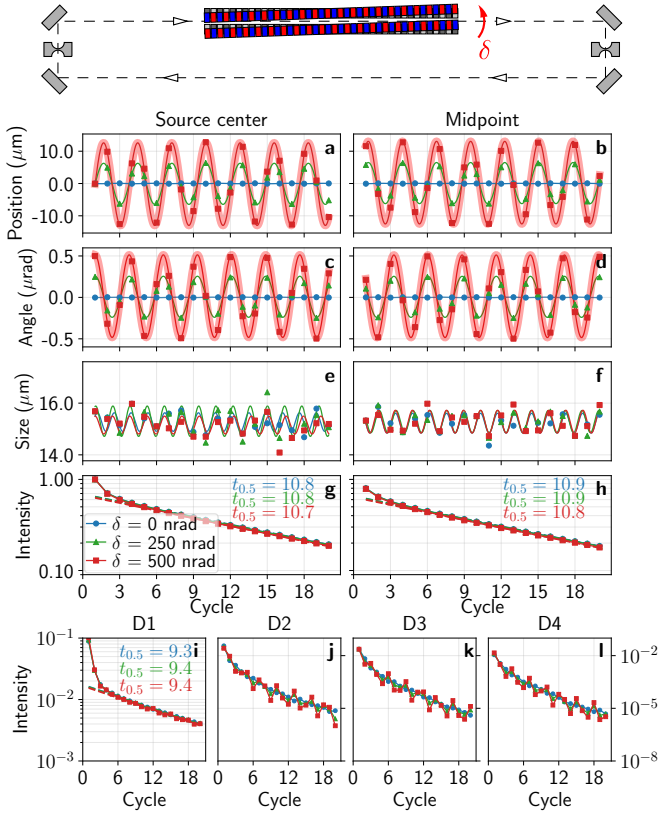 δ
Source center
Midpoint
Position (μm)
10.0
0.0
-10.0
a
b
Angle (μrad)
0.5
0.0
-0.5
c
d
Size (μm)
16.0
14.0
e
f
Intensity
1.00
0.10
t0.5 = 10.8
t0.5 = 10.8
t0.5 = 10.7
g
δ = 0 nrad
δ = 250 nrad
δ = 500 nrad
t0.5 = 10.9
t0.5 = 10.9
t0.5 = 10.8
h
0 3 6 9 12 15 18
0 3 6 9 12 15 18
Cycle
Cycle
D1
D2
D3
D4
Intensity
10−1
10−2
10−3
t0.5 = 9.3
t0.5 = 9.4
t0.5 = 9.4
i
j
k
l
10−2
10−5
10−8
0 6 12 18
0 6 12 18
0 6 12 18
0 6 12 18
Cycle
Cycle
Cycle
Cycle